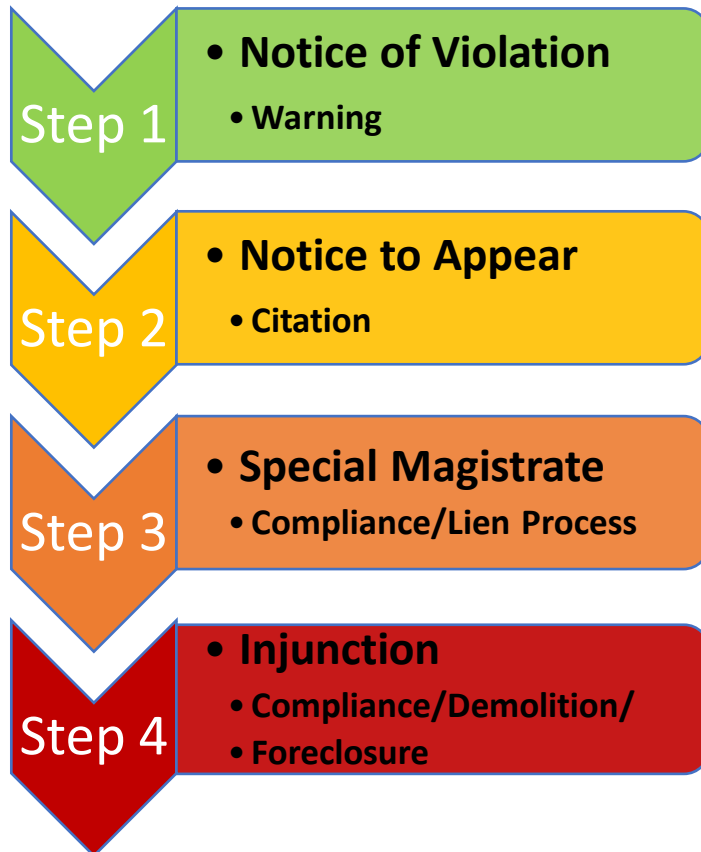 Step 1
• Notice of Violation
• Warning
Step 2
• Notice to Appear
• Citation
Step 3
• Special Magistrate
• Compliance/Lien Process
Step 4
• Injunction
• Compliance/Demolition/
• Foreclosure